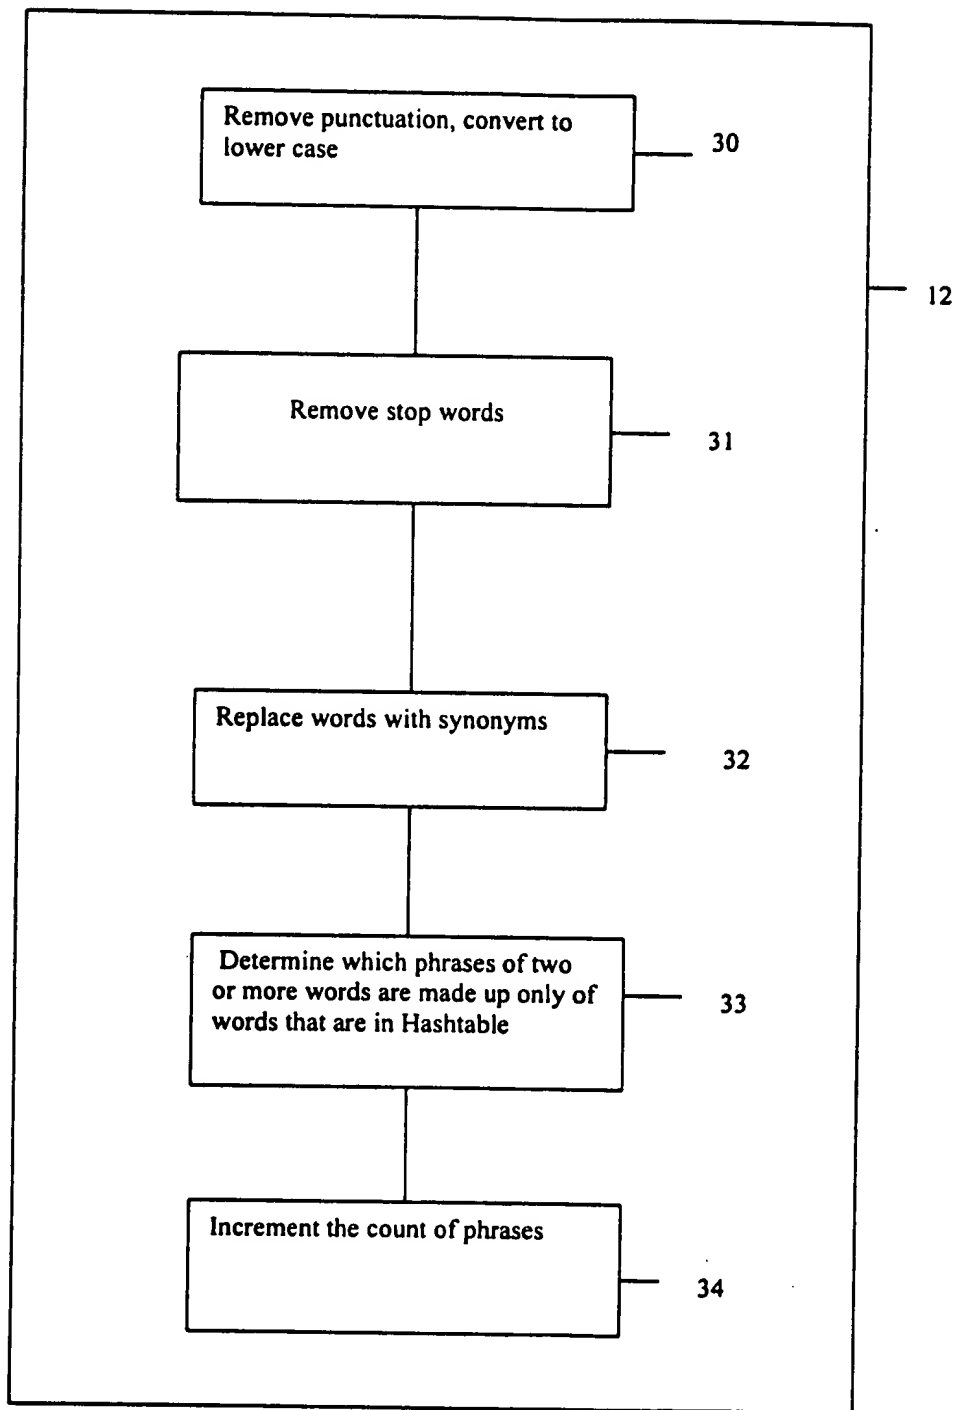 Remove punctuation, convert to
lower case
30
12
Remove stop words
31
Replace words with synonyms
32
Determine which phrases of two
or more words are made up only of
words that are in Hashtable
33
Increment the count of phrases
34